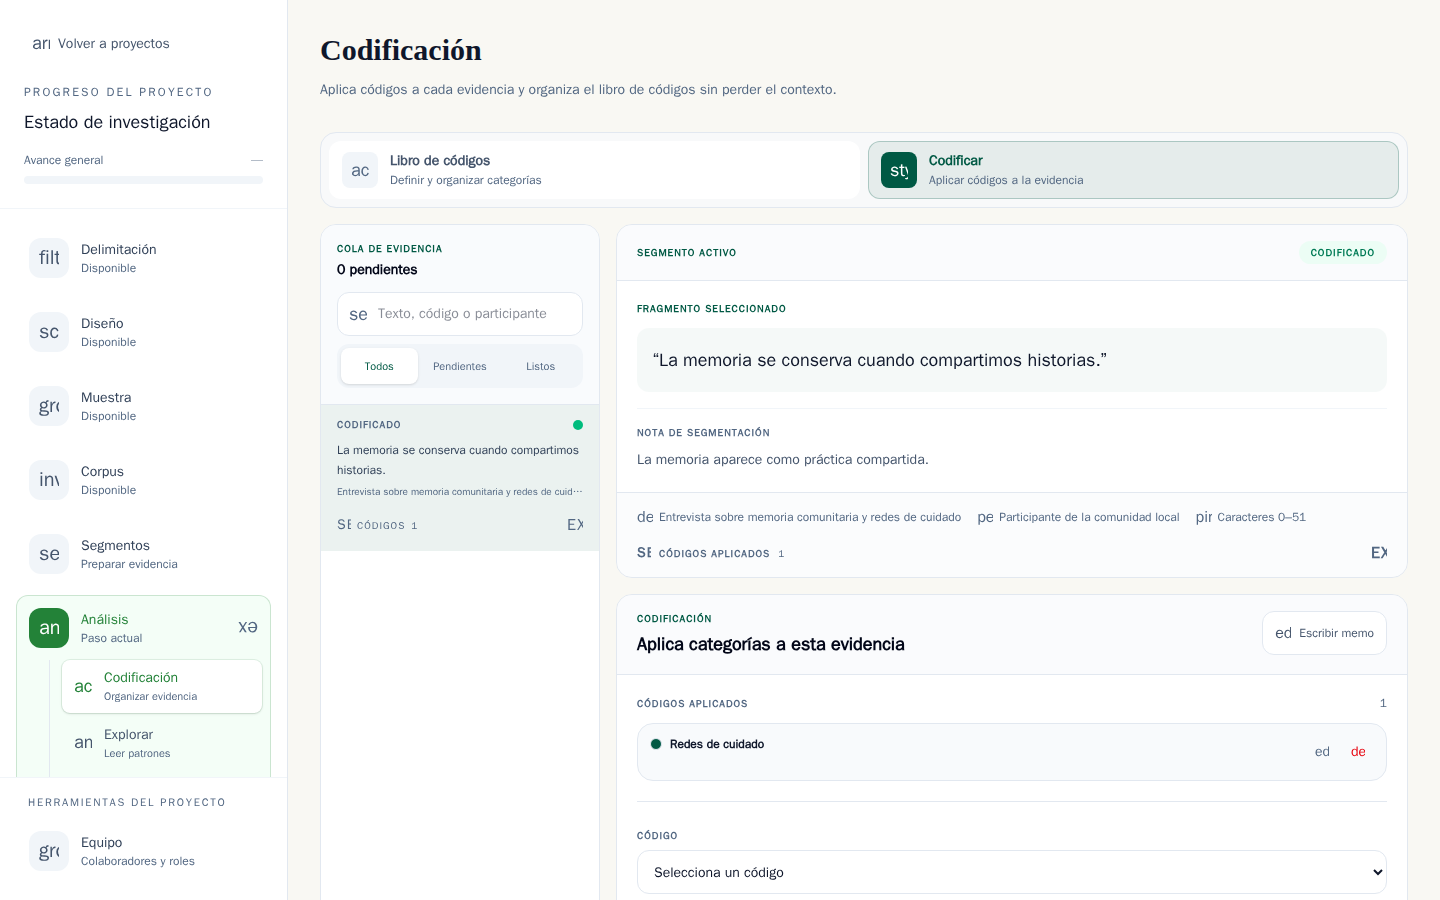 Volver a proyectos
PROGRESO DEL PROYECTO
Estado de investigación
Avance general —
filt
Delimitación
Disponible
sc
Diseño
Disponible
Muestra
Disponible
Corpus
Disponible
se
Segmentos
Preparar evidencia
an
Análisis
Paso actual
ac
Codificación
Organizar evidencia
an
Explorar
Leer patrones
HERRAMIENTAS DEL PROYECTO
Equipo
Colaboradores y roles
Codificación
Aplica códigos a cada evidencia y organiza el libro de códigos sin perder el contexto.
ac
Libro de códigos
Definir y organizar categorías
Codificar
Aplicar códigos a la evidencia
COLA DE EVIDENCIA
0 pendientes
se Texto, código o participante
Todos Pendientes Listos
CODIFICADO
La memoria se conserva cuando compartimos
historias.
Entrevista sobre memoria comunitaria y redes de cuid…
CÓDIGOS 1
SEGMENTO ACTIVO
CODIFICADO
FRAGMENTO SELECCIONADO
“La memoria se conserva cuando compartimos historias.”
NOTA DE SEGMENTACIÓN
La memoria aparece como práctica compartida.
de Entrevista sobre memoria comunitaria y redes de cuidado pe Participante de la comunidad local Caracteres 0–51
CÓDIGOS APLICADOS 1
CODIFICACIÓN
Aplica categorías a esta evidencia
ed Escribir memo
CÓDIGOS APLICADOS 1
Redes de cuidado ed de
CÓDIGO
Selecciona un código